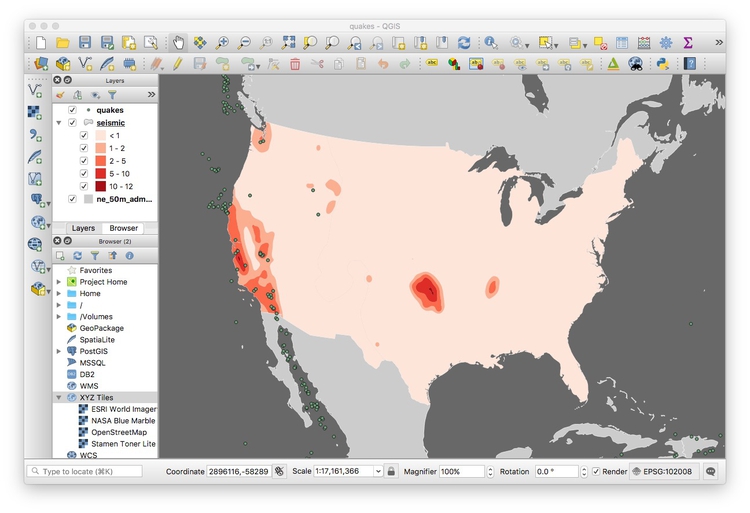 quakes - QGIS
Layers
quakes
seismic
< 1
1 - 2
2 - 5
5 - 10
10 - 12
ne_50m_adm...
Layers Browser
Browser (2)
Favorites
Project Home
Home
/
/Volumes
GeoPackage
SpatiaLite
PostGIS
MSSQL
DB2
WMS
XYZ Tiles
ESRI World Imager
NASA Blue Marble
OpenStreetMap
Stamen Toner Lite
WCS
Type to locate (⌘K) Coordinate 2896116,-58289 Scale 1:17,161,366 Magnifier 100% Rotation 0.0 ° Render EPSG:102008